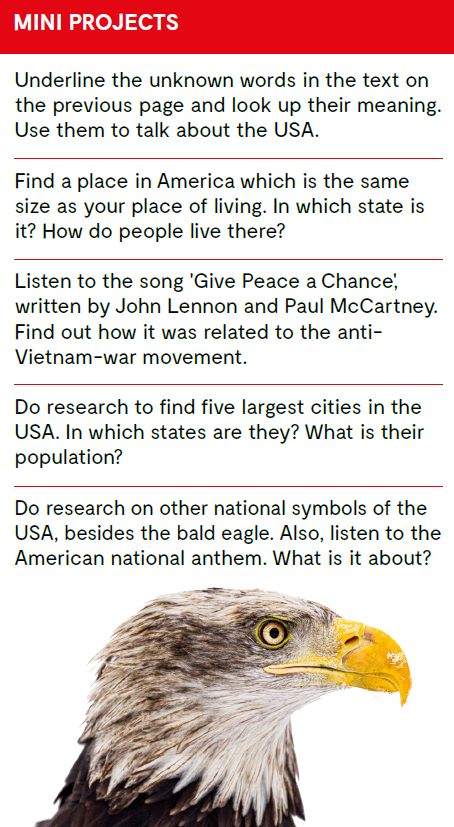 MINI PROJECTS
Underline the unknown words in the text on
the previous page and look up their meaning.
Use them to talk about the USA.
Find a place in America which is the same
size as your place of living. In which state is
it? How do people live there?
Listen to the song 'Give Peace a Chance',
written by John Lennon and Paul McCartney.
Find out how it was related to the anti-
Vietnam-war movement.
Do research to find five largest cities in the
USA. In which states are they? What is their
population?
Do research on other national symbols of the
USA, besides the bald eagle. Also, listen to the
American national anthem. What is it about?